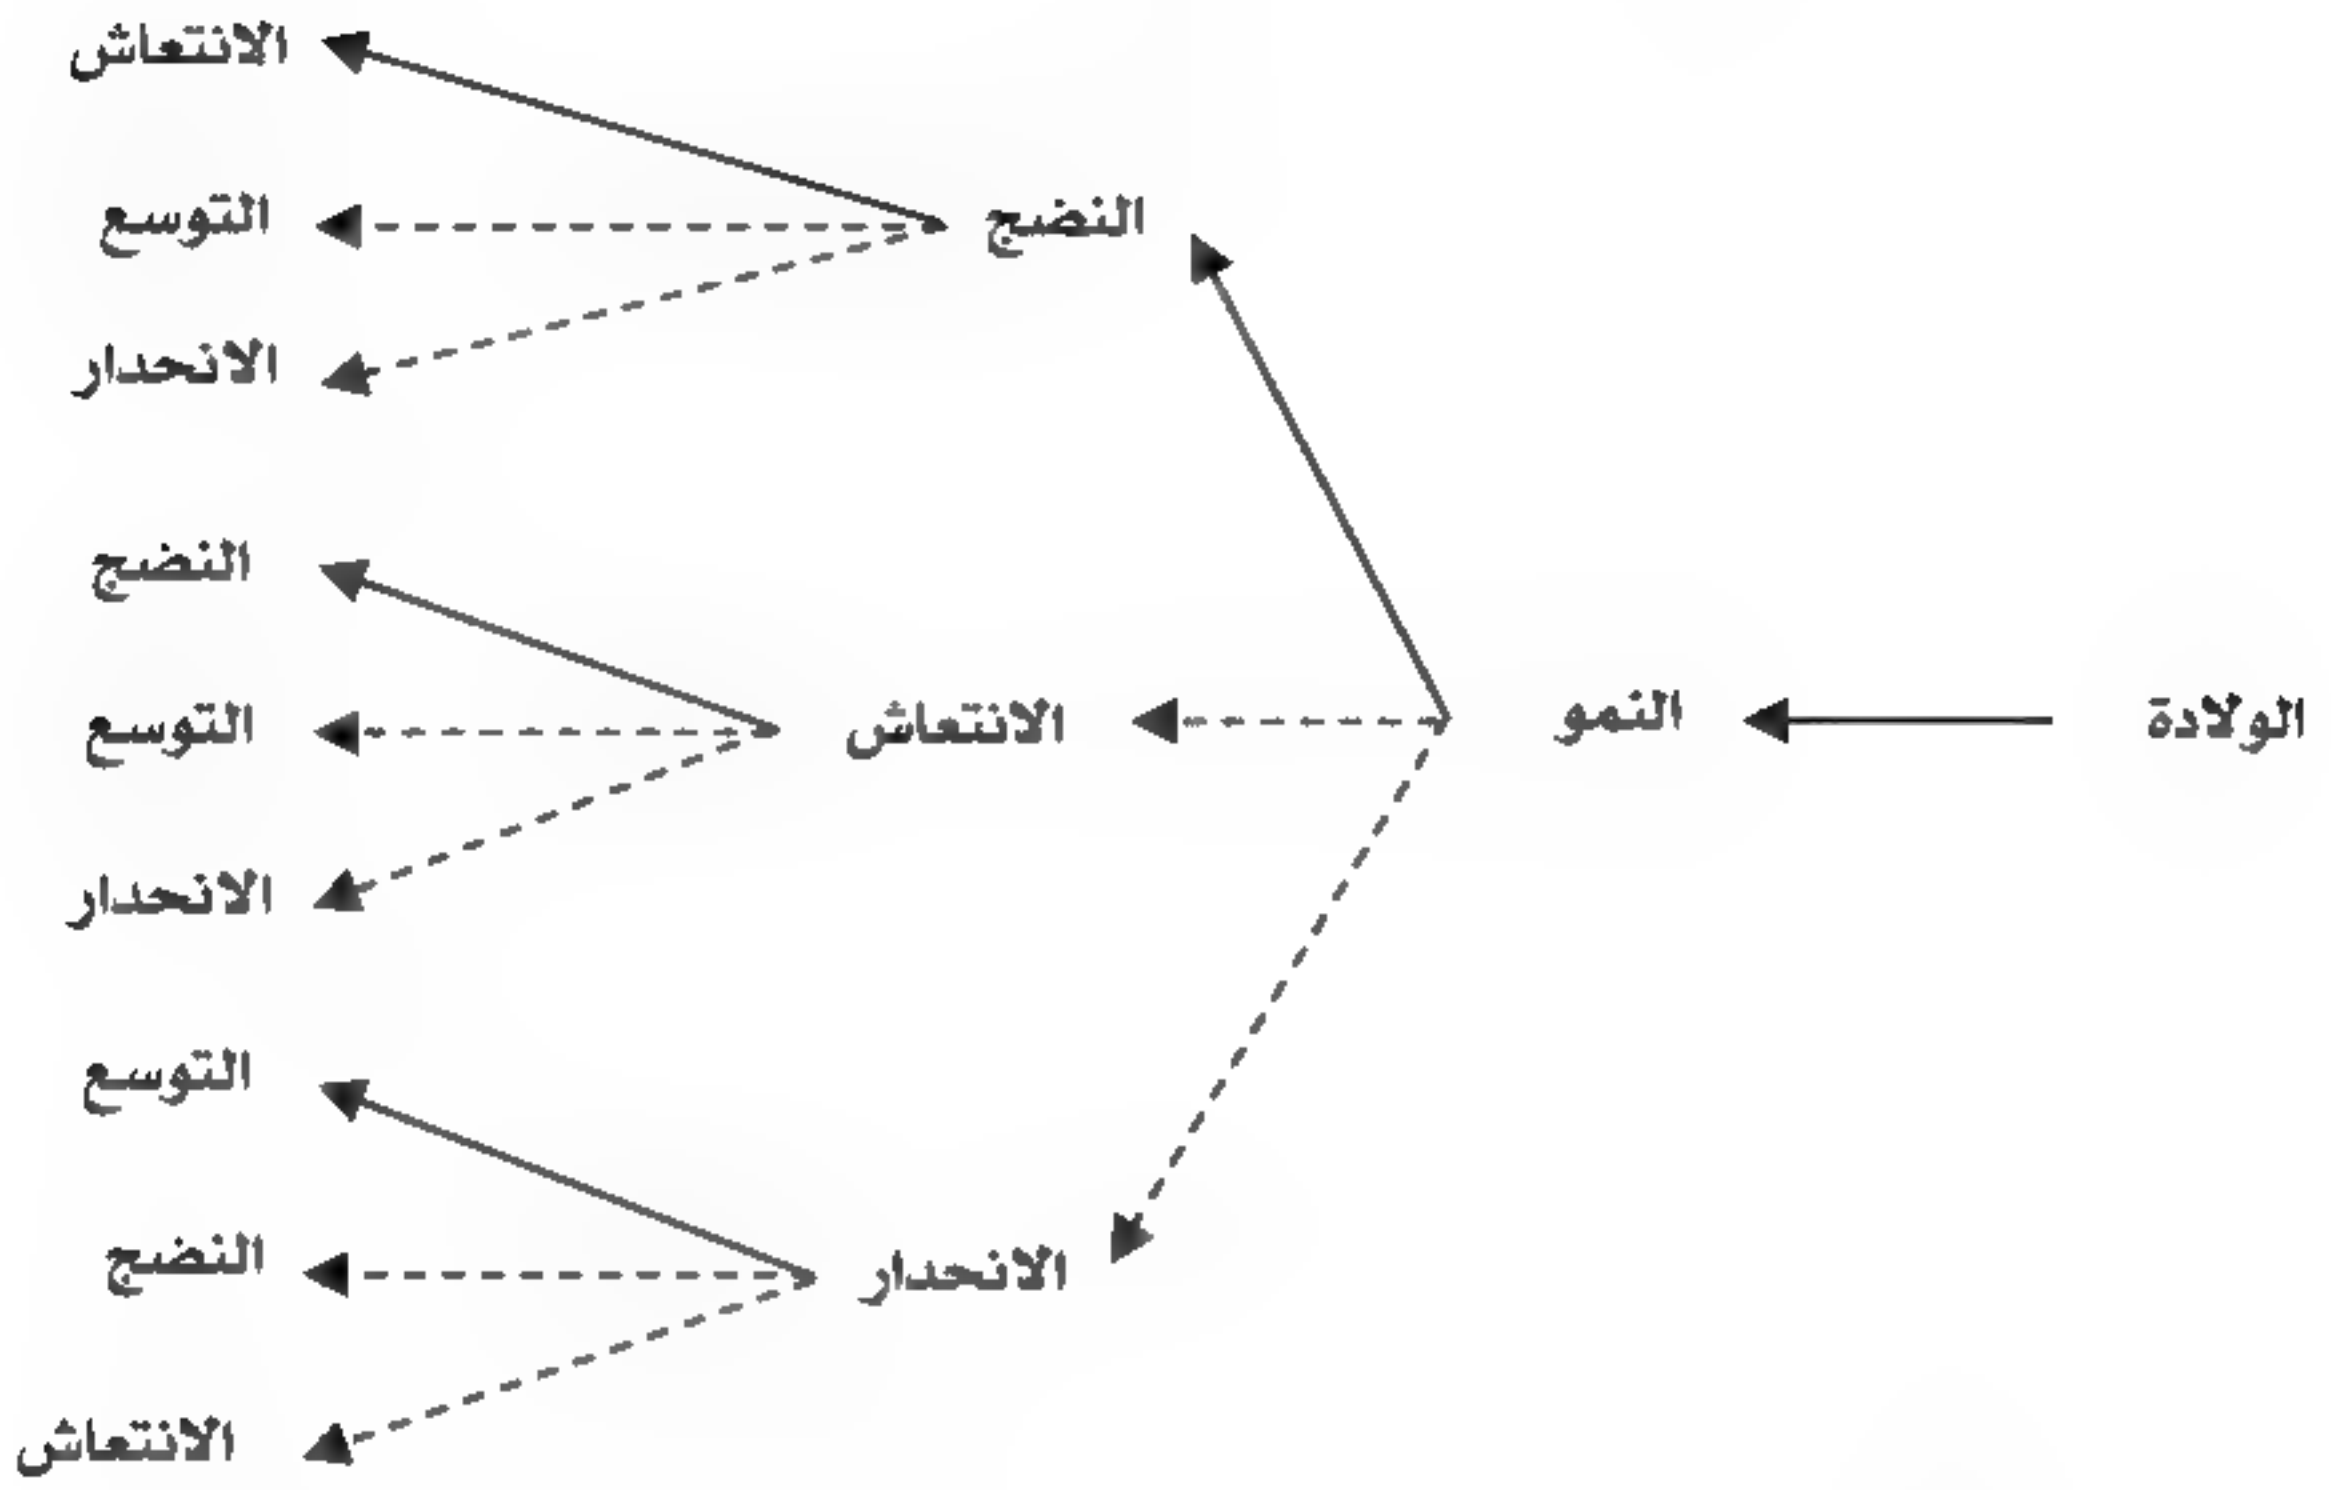 الولادة
النمو
النضج
الانتعاش
الانحدار
الانتعاش
التوسع
الانحدار
النضج
التوسع
الانحدار
التوسع
النضج
الانتعاش